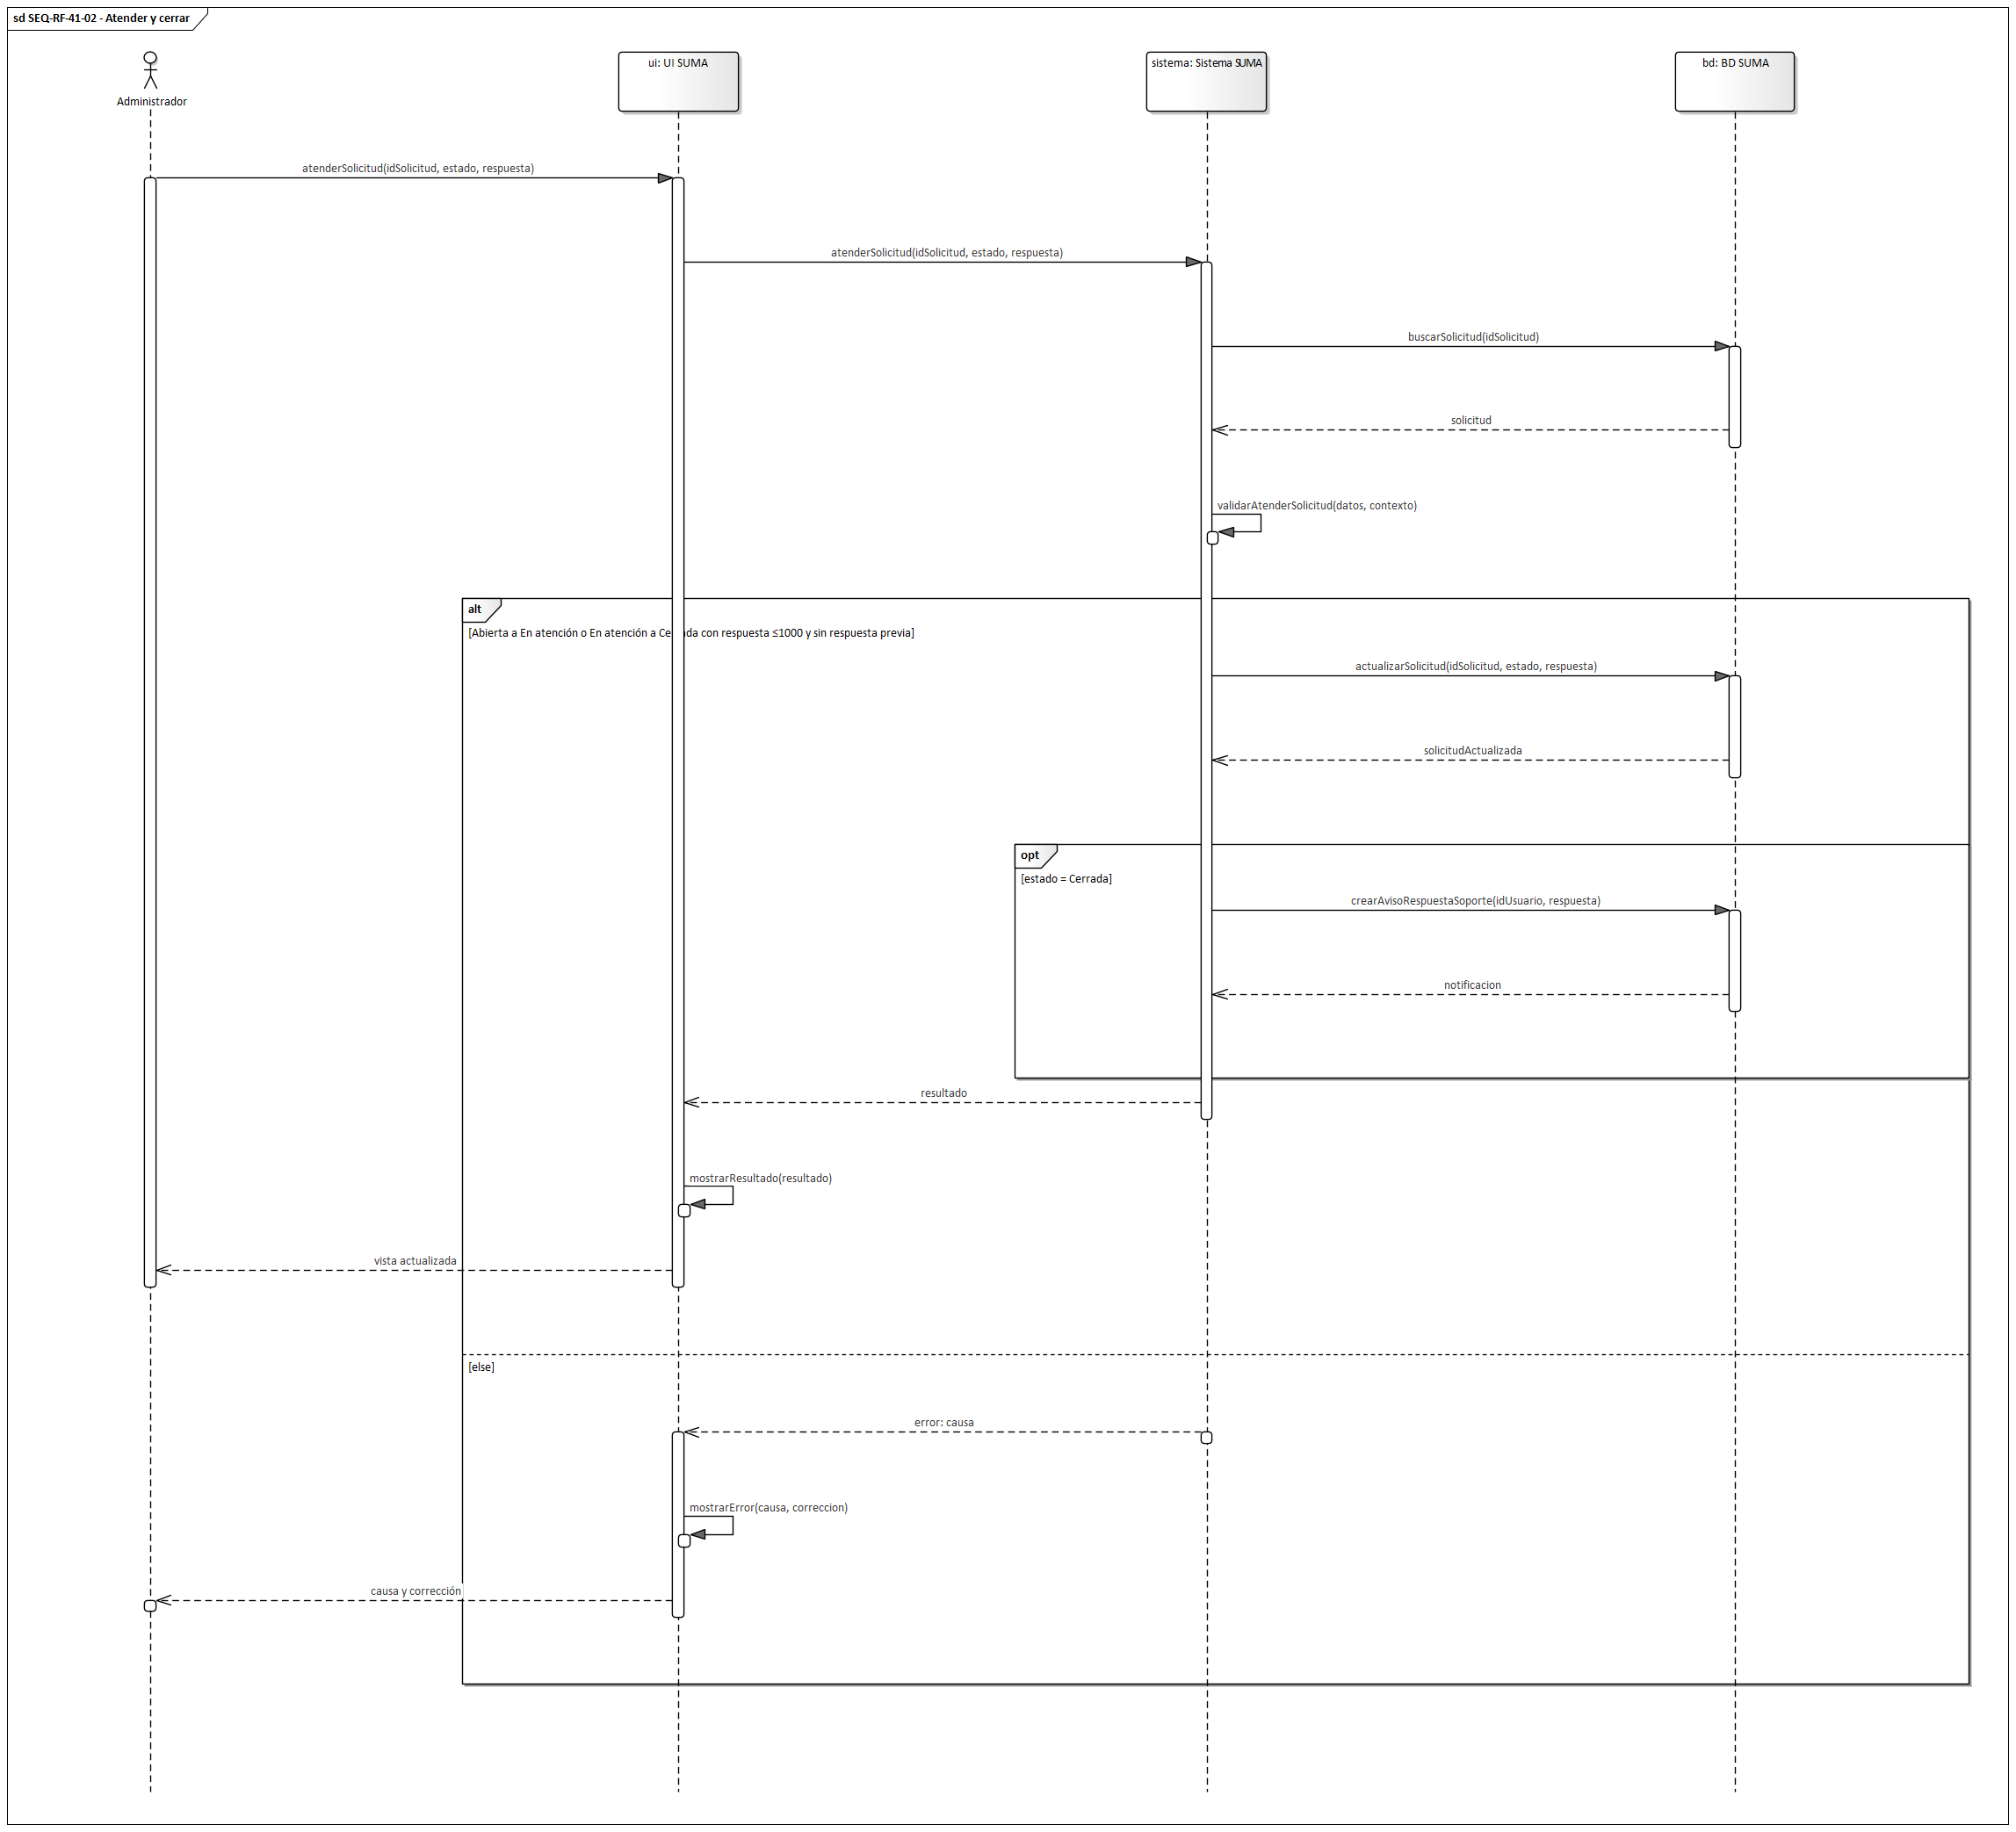 sd SEQ-RF-41-02 - Atender y cerrar
Administrador
ui: UI SUMA
sistema: Sistema SUMA
bd: BD SUMA
atenderSolicitud(idSolicitud, estado, respuesta)
atenderSolicitud(idSolicitud, estado, respuesta)
buscarSolicitud(idSolicitud)
solicitud
validarAtenderSolicitud(datos, contexto)
alt
[Abierta a En atención o En atención a Cerrada con respuesta ≤1000 y sin respuesta previa]
actualizarSolicitud(idSolicitud, estado, respuesta)
solicitudActualizada
opt
[estado = Cerrada]
crearAvisoRespuestaSoporte(idUsuario, respuesta)
notificacion
resultado
mostrarResultado(resultado)
vista actualizada
[else]
error: causa
mostrarError(causa, correccion)
causa y corrección